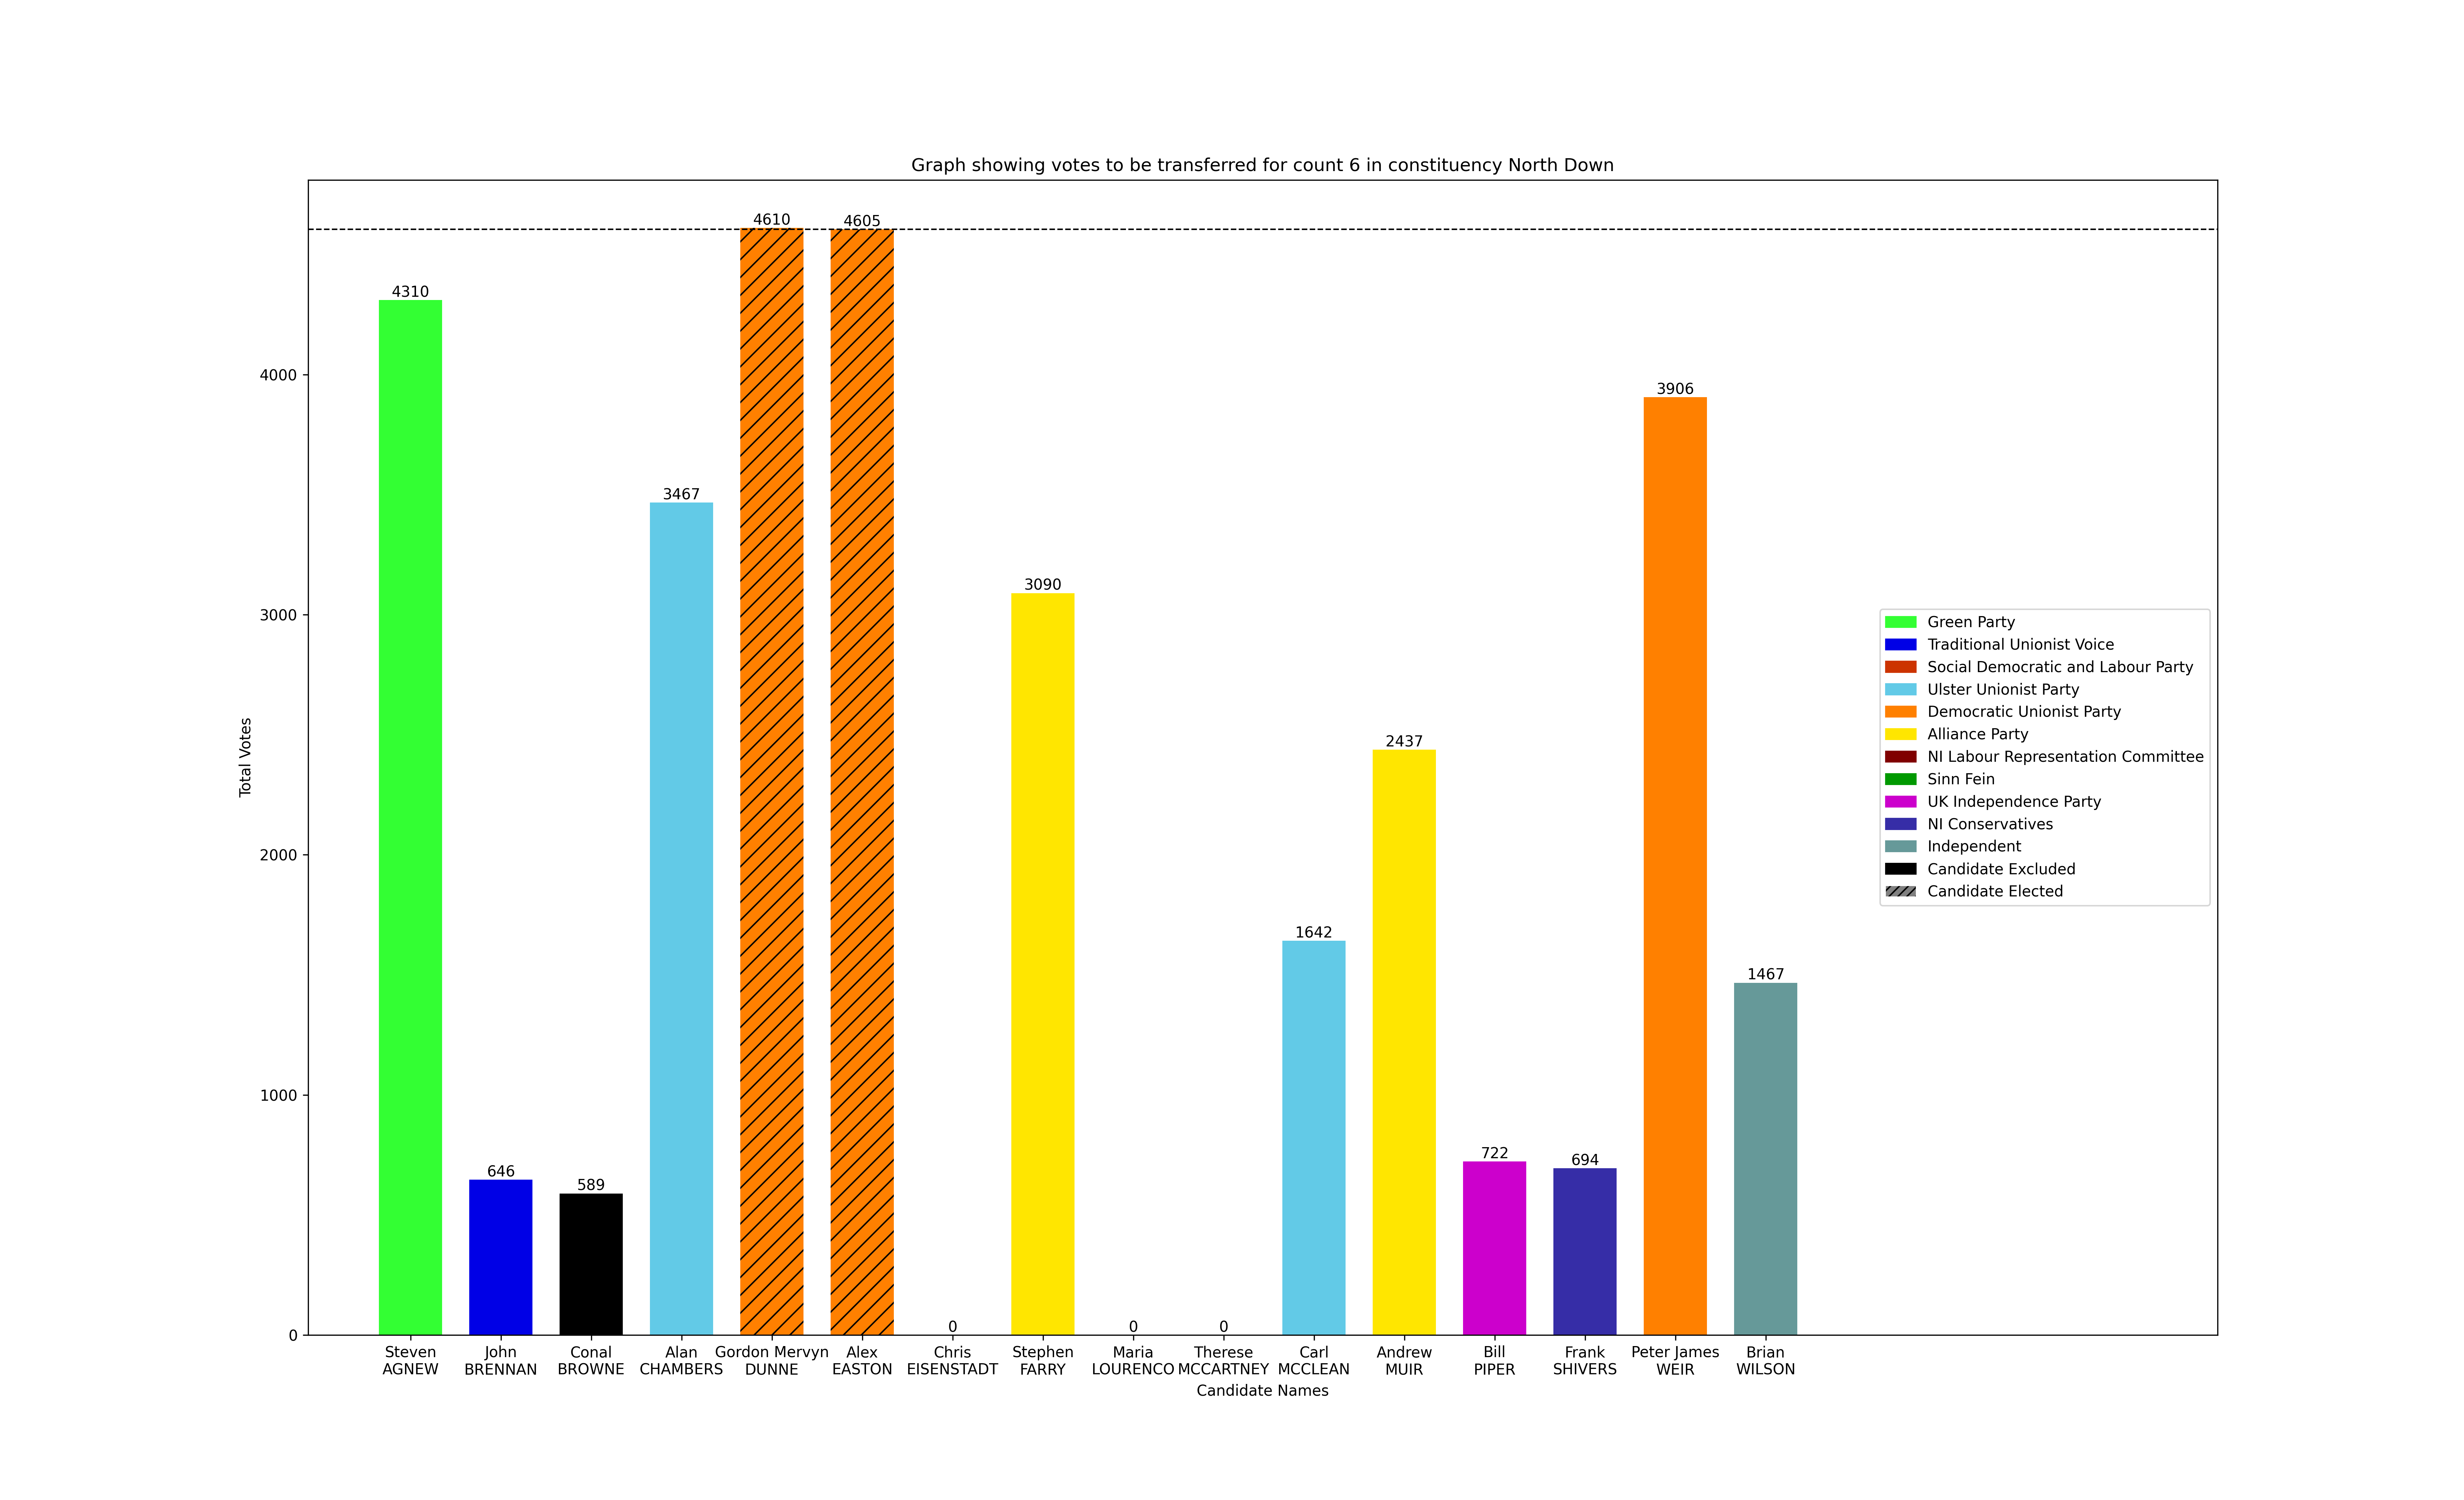 Graph showing votes to be transferred for count 6 in constituency North Down
Total Votes
4000
3000
2000
1000
0
4310
646
589
3467
4610
4605
0
3090
0
0
1642
2437
722
694
3906
1467
Steven
AGNEW
John
BRENNAN
Conal
BROWNE
Alan
CHAMBERS
Gordon Mervyn
DUNNE
Alex
EASTON
Chris
EISENSTADT
Stephen
FARRY
Maria
LOURENCO
Therese
MCCARTNEY
Carl
MCCLEAN
Andrew
MUIR
Bill
PIPER
Frank
SHIVERS
Peter James
WEIR
Brian
WILSON
Candidate Names
Green Party
Traditional Unionist Voice
Social Democratic and Labour Party
Ulster Unionist Party
Democratic Unionist Party
Alliance Party
NI Labour Representation Committee
Sinn Fein
UK Independence Party
NI Conservatives
Independent
Candidate Excluded
Candidate Elected